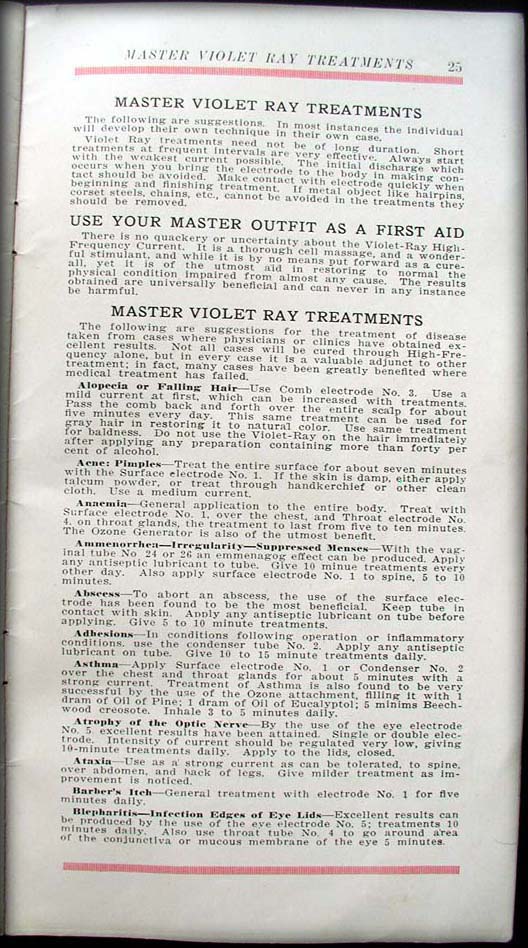 MASTER VIOLET RAY TREATMENTS 25
MASTER VIOLET RAY TREATMENTS
The following are suggestions. In most instances the individual
will develop their own technique in their own case.
Violet Ray treatments need not be of long duration. Short
treatments at frequent intervals are very effective. Always start
with the weakest current possible. The initial discharge which
occurs when you bring the electrode to the body in making con-
tact should be avoided. Make contact with electrode quickly when
beginning and finishing treatment. If metal object like hairpins,
corset steels, chains, etc., cannot be avoided in the treatments they
should be removed.
USE YOUR MASTER OUTFIT AS A FIRST AID
There is no quackery or uncertainty about the Violet-Ray High-
Frequency Current. It is a thorough cell massage, and a wonder-
ful stimulant, and while it is by no means put forward as a cure-
all, yet it is of the utmost aid in restoring to normal the
physical condition impaired from almost any cause. The results
obtained are universally beneficial and can never in any instance
be harmful.
MASTER VIOLET RAY TREATMENTS
The following are suggestions for the treatment of disease
taken from cases where physicians or clinics have obtained ex-
cellent results. Not all cases will be cured through High-Fre-
quency alone, but in every case it is a valuable adjunct to other
treatment; in fact, many cases have been greatly benefited where
medical treatment has failed.
Alopecia or Falling Hair—Use Comb electrode No. 3. Use a
mild current at first, which can be increased with treatments.
Pass the comb back and forth over the entire scalp for about
five minutes every day. This same treatment can be used for
gray hair in restoring it to natural color. Use same treatment
for baldness. Do not use the Violet-Ray on the hair immediately
after applying any preparation containing more than forty per
cent of alcohol.
Acne: Pimples—Treat the entire surface for about seven minutes
with the Surface electrode No. 1. If the skin is damp, either apply
talcum powder, or treat through handkerchief or other clean
cloth. Use a medium current.
Anaemia—General application to the entire body. Treat with
Surface electrode No. 1, over the chest, and Throat electrode No.
4, on throat glands, the treatment to last from five to ten minutes.
The Ozone Generator is also of the utmost benefit.
Ammenorrhea—Irregularity—Suppressed Menses—With the vag-
inal tube No 24 or 26 an emmenagog effect can be produced. Apply
any antiseptic lubricant to tube. Give 10 minue treatments every
other day. Also apply surface electrode No. 1 to spine, 5 to 10
minutes.
Abscess—To abort an abscess, the use of the surface elec-
trode has been found to be the most beneficial. Keep tube in
contact with skin. Apply any antiseptic lubricant on tube before
applying. Give 5 to 10 minute treatments.
Adhesions—In conditions following operation or inflammatory
conditions, use the condenser tube No. 2. Apply any antiseptic
lubricant on tube. Give 10 to 15 minute treatments daily.
Asthma—Apply Surface electrode No. 1 or Condenser No. 2
over the chest and throat glands for about 5 minutes with a
strong current. Treatment of Asthma is also found to be very
successful by the use of the Ozone attachment, filling it with 1
dram of Oil of Pine; 1 dram of Oil of Eucalyptol; 5 minims Beech-
wood creosote. Inhale 3 to 5 minutes daily.
Atrophy of the Optic Nerve—By the use of the eye electrode
No. 5 excellent results have been attained. Single or double elec-
trode. Intensity of current should be regulated very low, giving
10-minute treatments daily. Apply to the lids, closed.
Ataxia—Use as a strong current as can be tolerated, to spine,
over abdomen, and back of legs. Give milder treatment as im-
provement is noticed.
Barber's Itch—General treatment with electrode No. 1 for five
minutes daily.
Blepharitis—Infection Edges of Eye Lids—Excellent results can
be produced by the use of the eye electrode No. 5; treatments 10
minutes daily. Also use throat tube No. 4 to go around area
of the conjunctiva or mucous membrane of the eye 5 minutes.